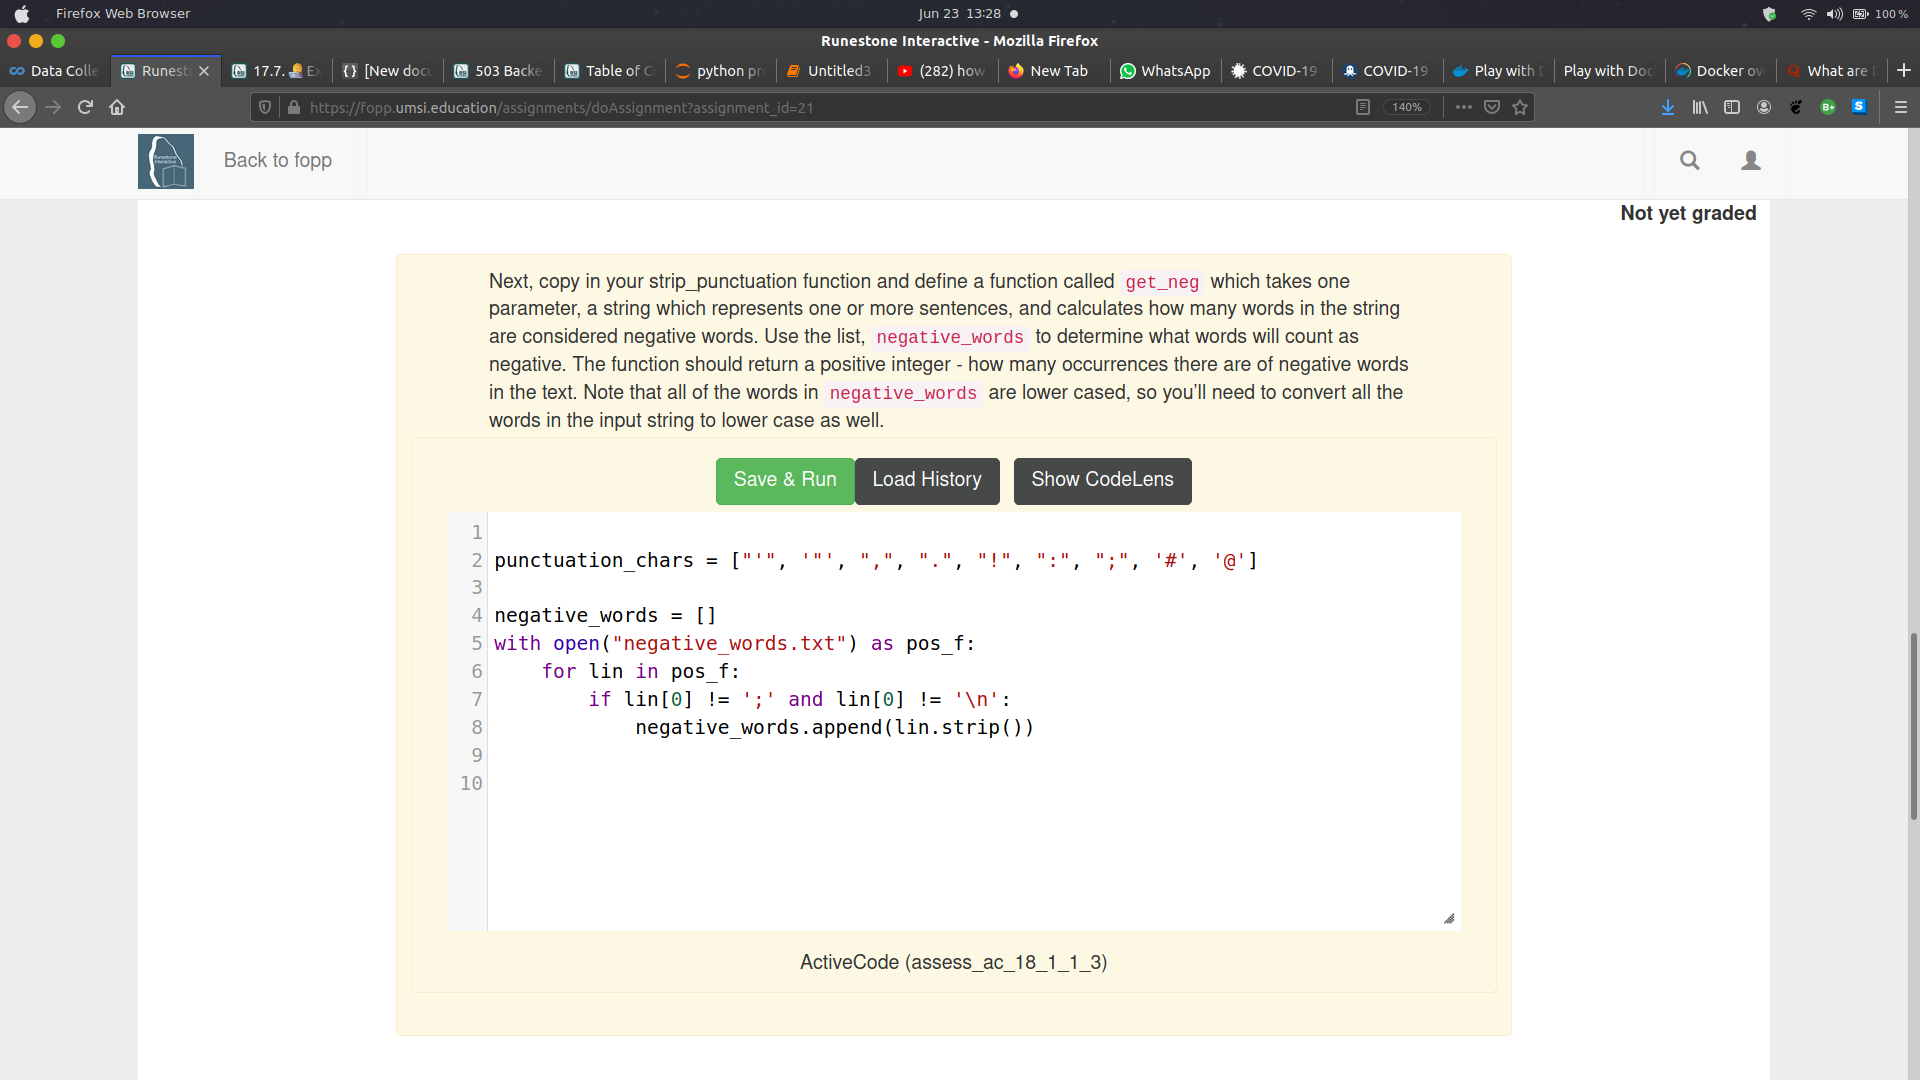 Firefox Web Browser
Jun 23 13:28
100 %
Runestone Interactive - Mozilla Firefox
Data Colle
Runest
17.7.
Ex
[New docu
503 Backe
Table of C
python pr
Untitled3
(282) how
New Tab
WhatsApp
COVID-19
COVID-19
Play with D
Play with Doc
Docker ov
What are D
https://fopp.umsi.education/assignments/doAssignment?assignment_id=21
140%
Back to fopp
Not yet graded
Next, copy in your strip_punctuation function and define a function called get_neg which takes one
parameter, a string which represents one or more sentences, and calculates how many words in the string
are considered negative words. Use the list, negative_words to determine what words will count as
negative. The function should return a positive integer - how many occurrences there are of negative words
in the text. Note that all of the words in negative_words are lower cased, so you’ll need to convert all the
words in the input string to lower case as well.
Save & Run
Load History
Show CodeLens
1
2 punctuation_chars = ["'", '"', ",", ".", "!", ":", ";", '#', '@']
3
4 negative_words = []
5 with open("negative_words.txt") as pos_f:
6     for lin in pos_f:
7         if lin[0] != ';' and lin[0] != '\n':
8             negative_words.append(lin.strip())
9
10
ActiveCode (assess_ac_18_1_1_3)